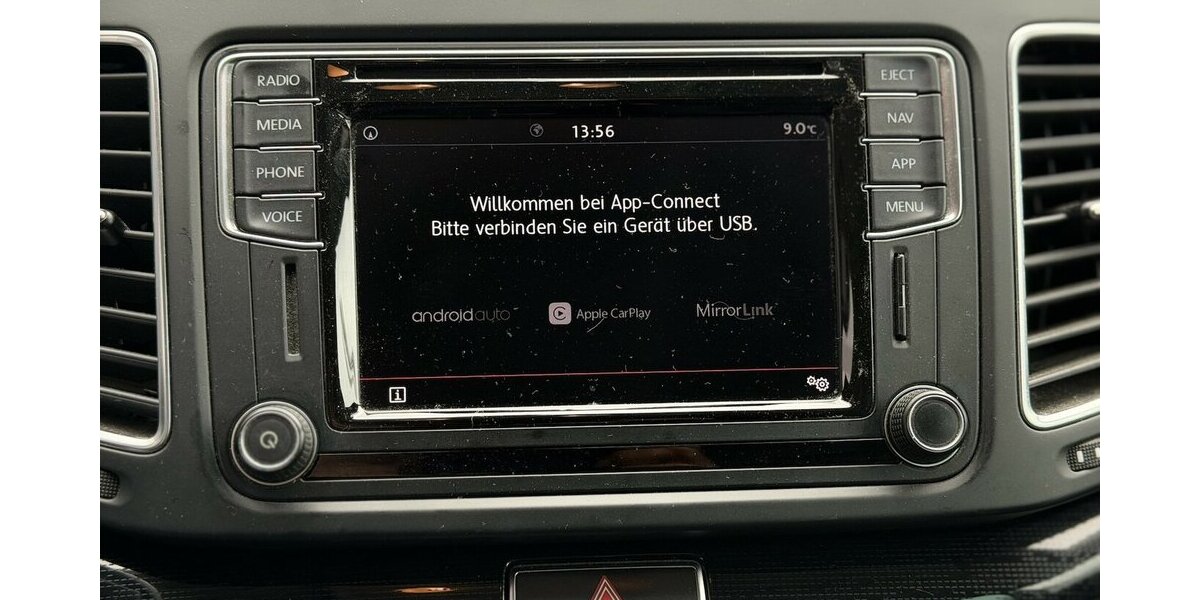 RADIO
MEDIA
PHONE
VOICE
EJECT
NAV
APP
MENU
13:56
9.0°C
Willkommen bei App-Connect
Bitte verbinden Sie ein Gerät über USB.
androidauto
Apple CarPlay
MirrorLink
i